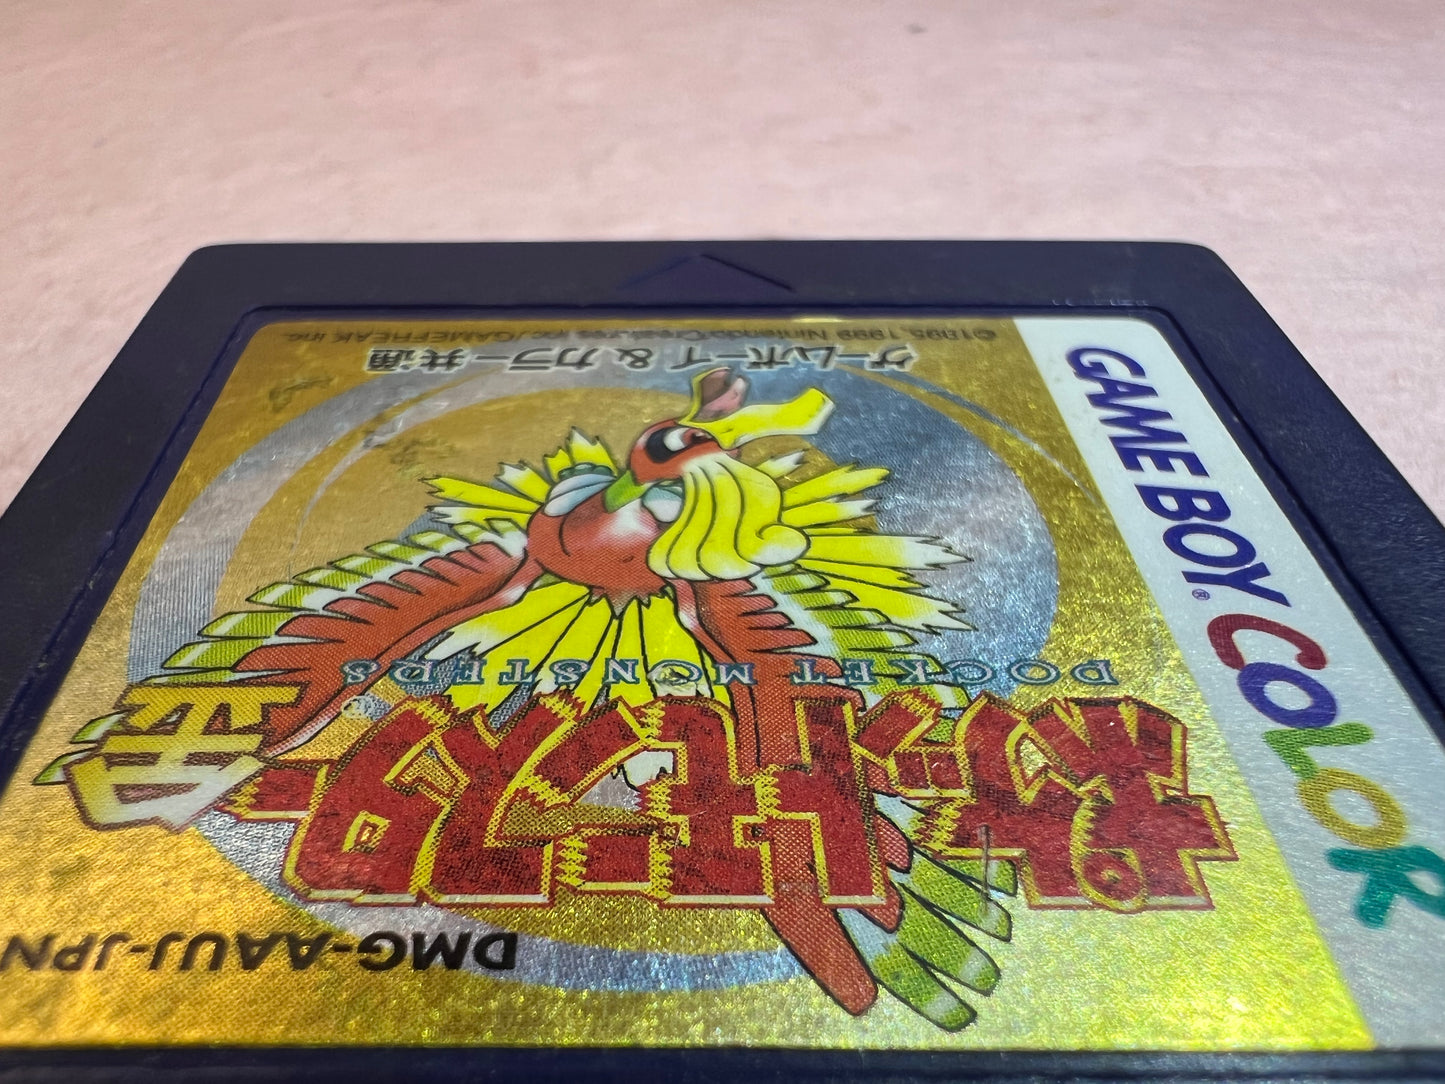 GAME BOY® COLOR
DMG-AAUJ-JPN
ポケットモンスター
金
POCKET MONSTERS
ゲームボーイ&カラー共通
©1995,1999 Nintendo/Creatures inc./GAMEFREAK inc.